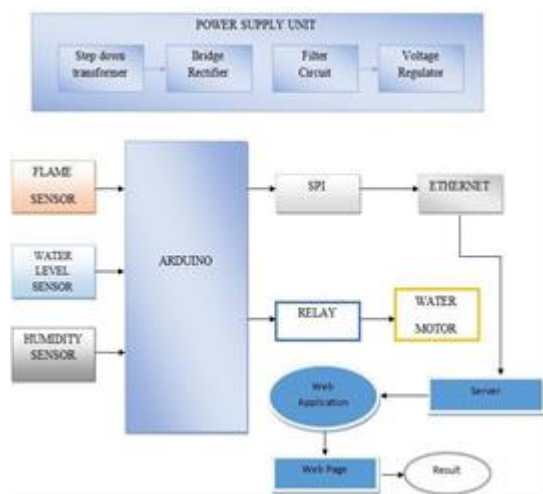 POWER SUPPLY UNIT
Step down
transformer
Bridge
Rectifier
Filter
Circuit
Voltage
Regulator
FLAME
SENSOR
WATER
LEVEL
SENSOR
HUMIDITY
SENSOR
ARDUINO
SPI
ETHERNET
RELAY
WATER
MOTOR
Web
Application
Server
Web Page
Result